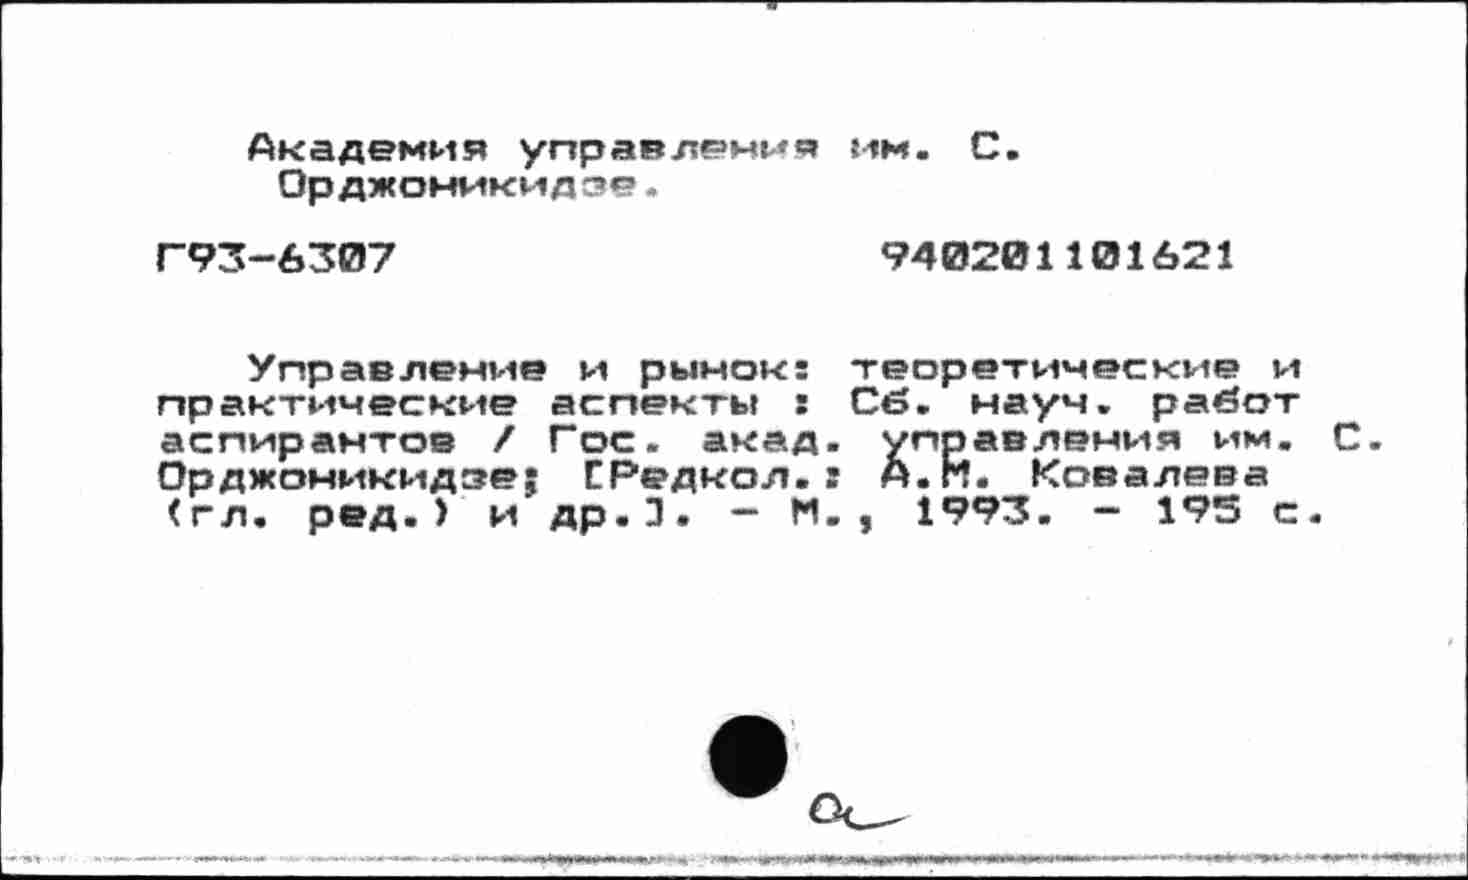 Академия управления им. С.
Орджоникидзе.
Г93-6307 940201101621
Управление и рынок: теоретические и
практические аспекты : Сб. науч. работ
аспирантов / Гос. акад. управления им. С.
Орджоникидзе; [Редкол.: А.М. Ковалева
(гл. ред.) и др.]. - М., 1993. - 195 с.
а